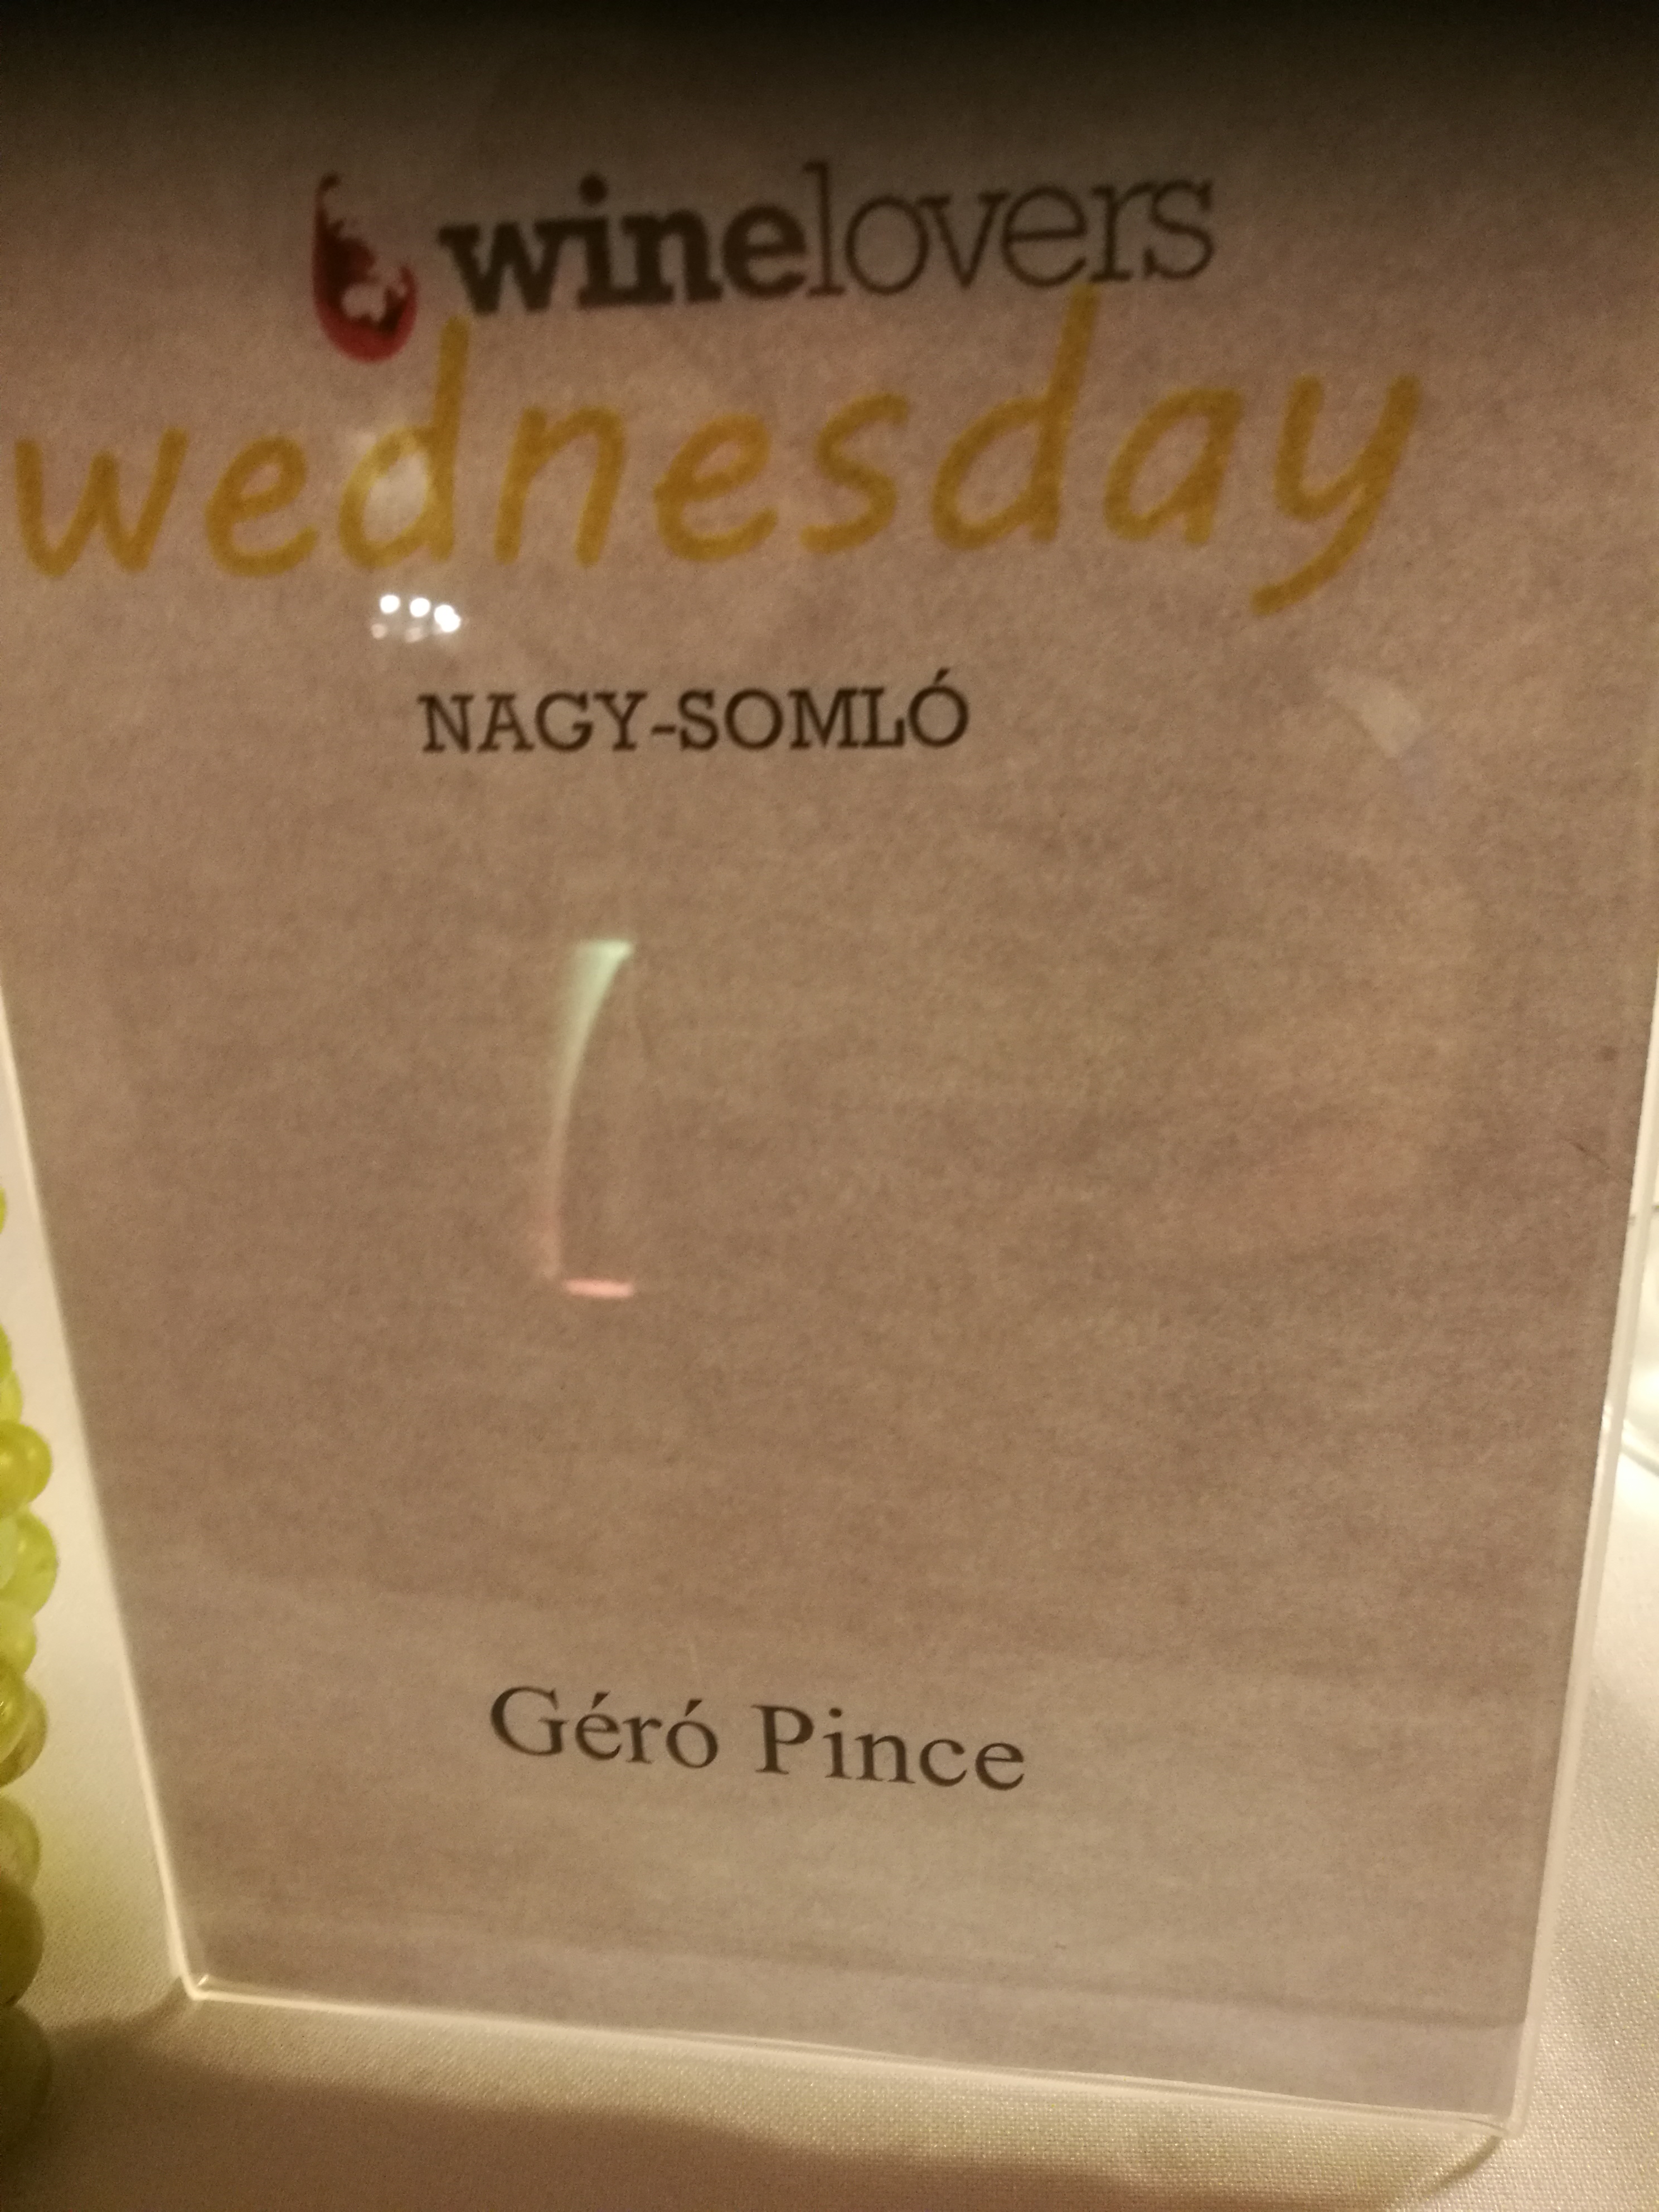 winelovers
wednesday
NAGY-SOMLÓ
Géró Pince